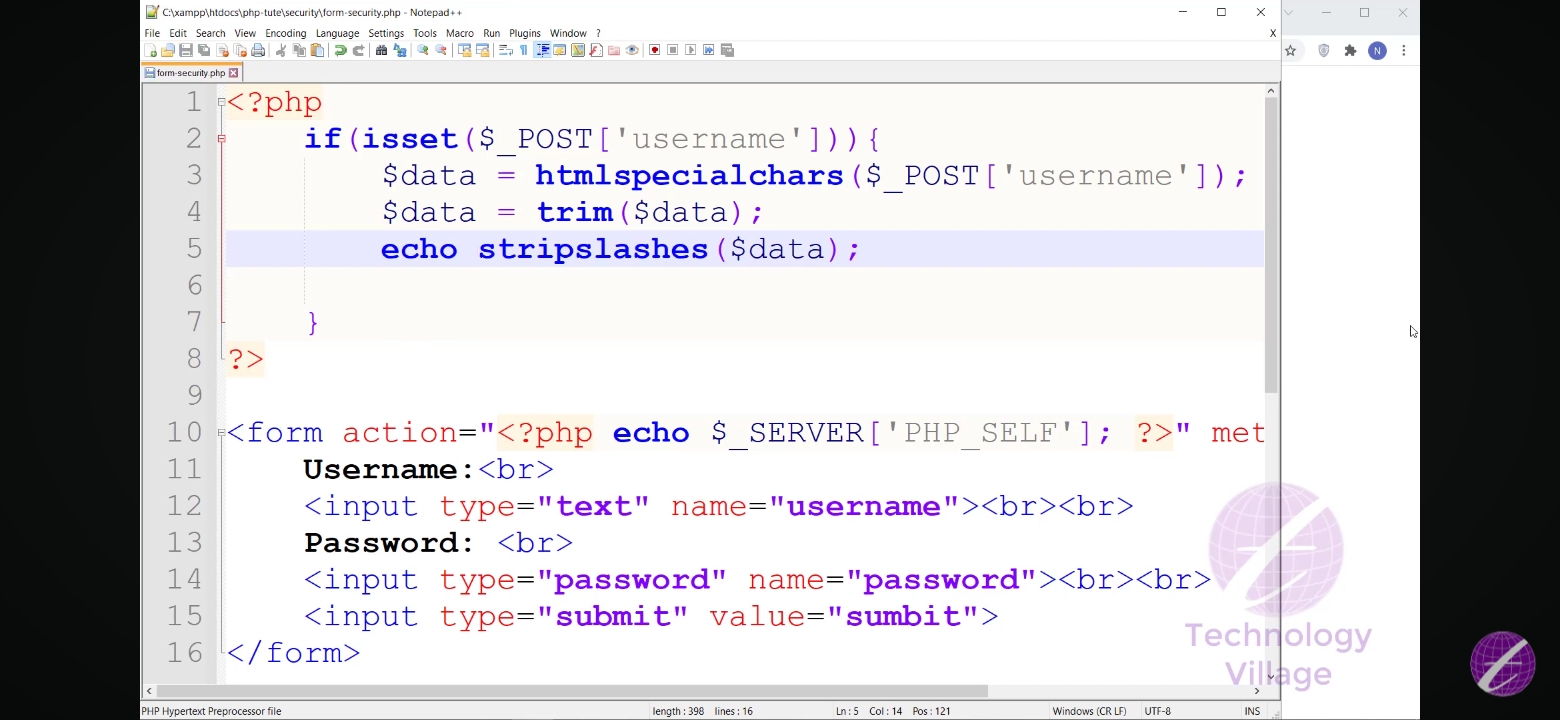 C:\xampp\htdocs\php-tute\security\form-security.php - Notepad++
File Edit Search View Encoding Language Settings Tools Macro Run Plugins Window ? X
form-security.php
N
1 <?php
2 if(isset($_POST['username'])){
3 $data = htmlspecialchars($_POST['username']);
4 $data = trim($data);
5 echo stripslashes($data);
6
7 }
8 ?>
9
10 <form action="<?php echo $_SERVER['PHP_SELF']; ?>" met
11 Username:<br>
12 <input type="text" name="username"><br><br>
13 Password: <br>
14 <input type="password" name="password"><br><br>
15 <input type="submit" value="sumbit">
16 </form>
Technology
Village
PHP Hypertext Preprocessor file length : 398 lines : 16 Ln : 5 Col : 14 Pos : 121 Windows (CR LF) UTF-8 INS